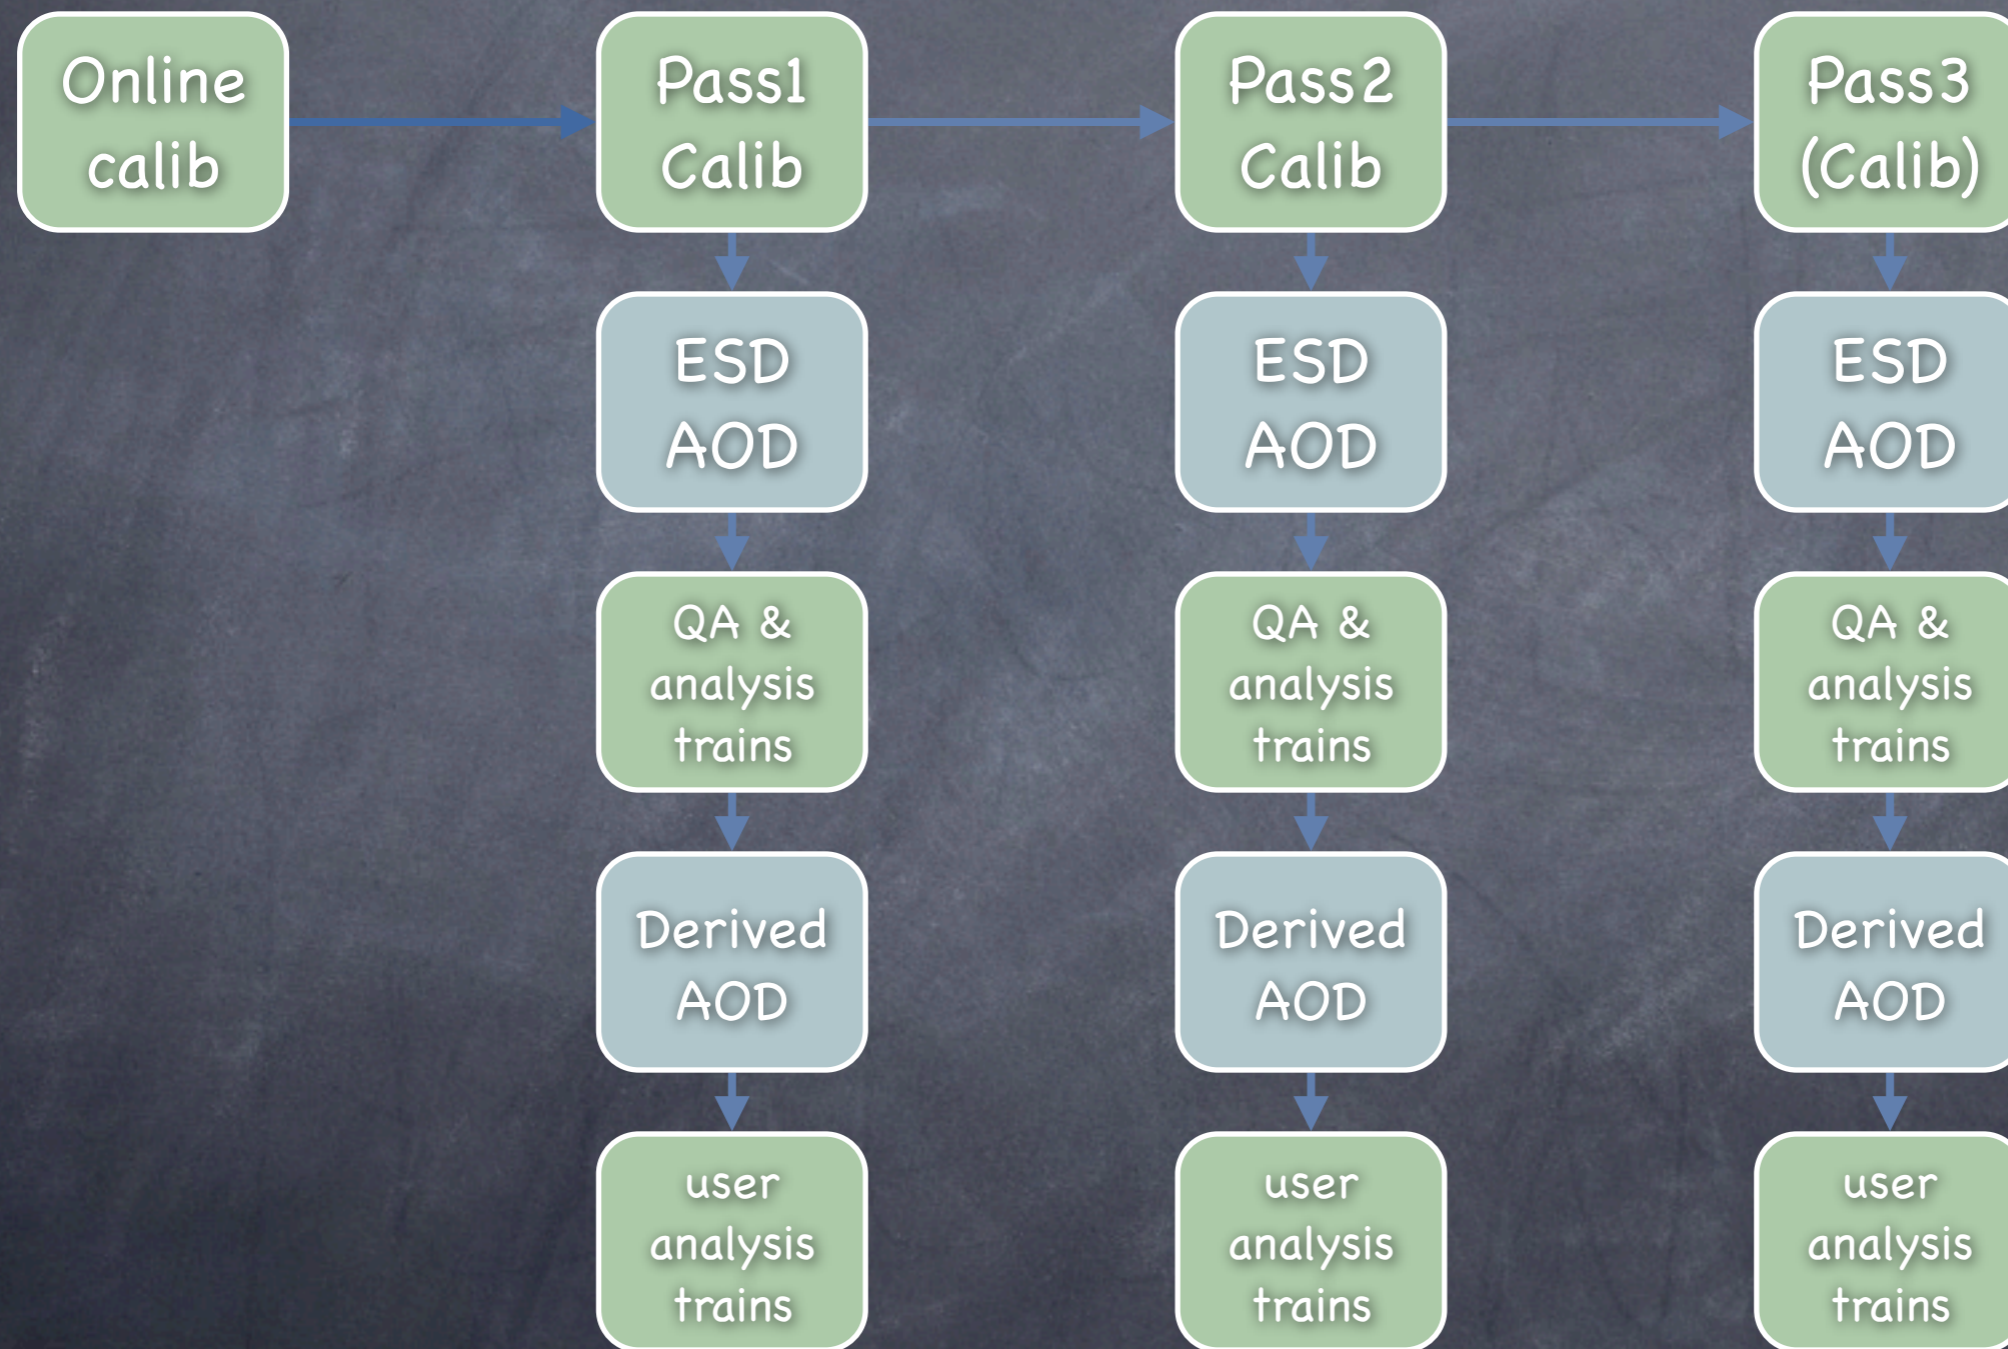 Online
calib
Pass1
Calib
Pass2
Calib
Pass3
(Calib)
ESD
AOD
ESD
AOD
ESD
AOD
QA &
analysis
trains
QA &
analysis
trains
QA &
analysis
trains
Derived
AOD
Derived
AOD
Derived
AOD
user
analysis
trains
user
analysis
trains
user
analysis
trains